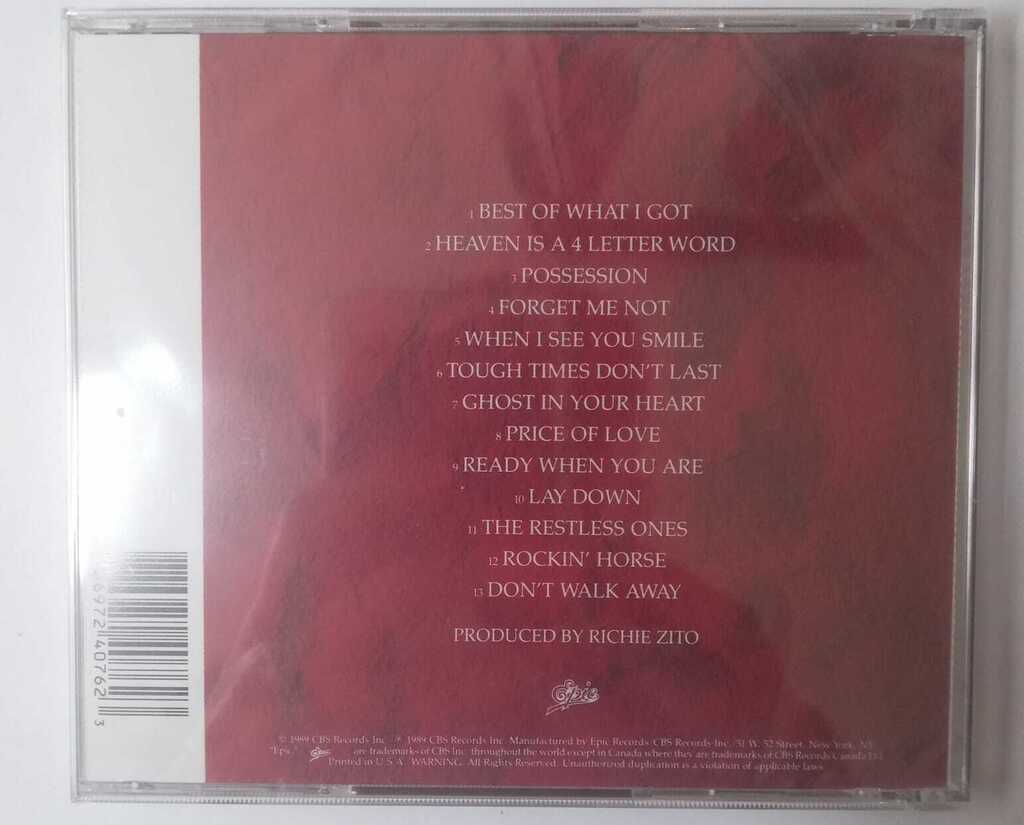 1 BEST OF WHAT I GOT
2 HEAVEN IS A 4 LETTER WORD
3 POSSESSION
4 FORGET ME NOT
5 WHEN I SEE YOU SMILE
6 TOUGH TIMES DON'T LAST
7 GHOST IN YOUR HEART
8 PRICE OF LOVE
9 READY WHEN YOU ARE
10 LAY DOWN
11 THE RESTLESS ONES
12 ROCKIN' HORSE
13 DON'T WALK AWAY
PRODUCED BY RICHIE ZITO
Epic
© 1989 CBS Records Inc. ℗ 1989 CBS Records Inc. Manufactured by Epic Records/CBS Records Inc./51 W. 52 Street, New York, NY
"Epic," Epic are trademarks of CBS Inc. throughout the world except in Canada where they are trademarks of CBS Records Canada Ltd.
Printed in U.S.A. WARNING: All Rights Reserved. Unauthorized duplication is a violation of applicable laws.
6972 40762 3